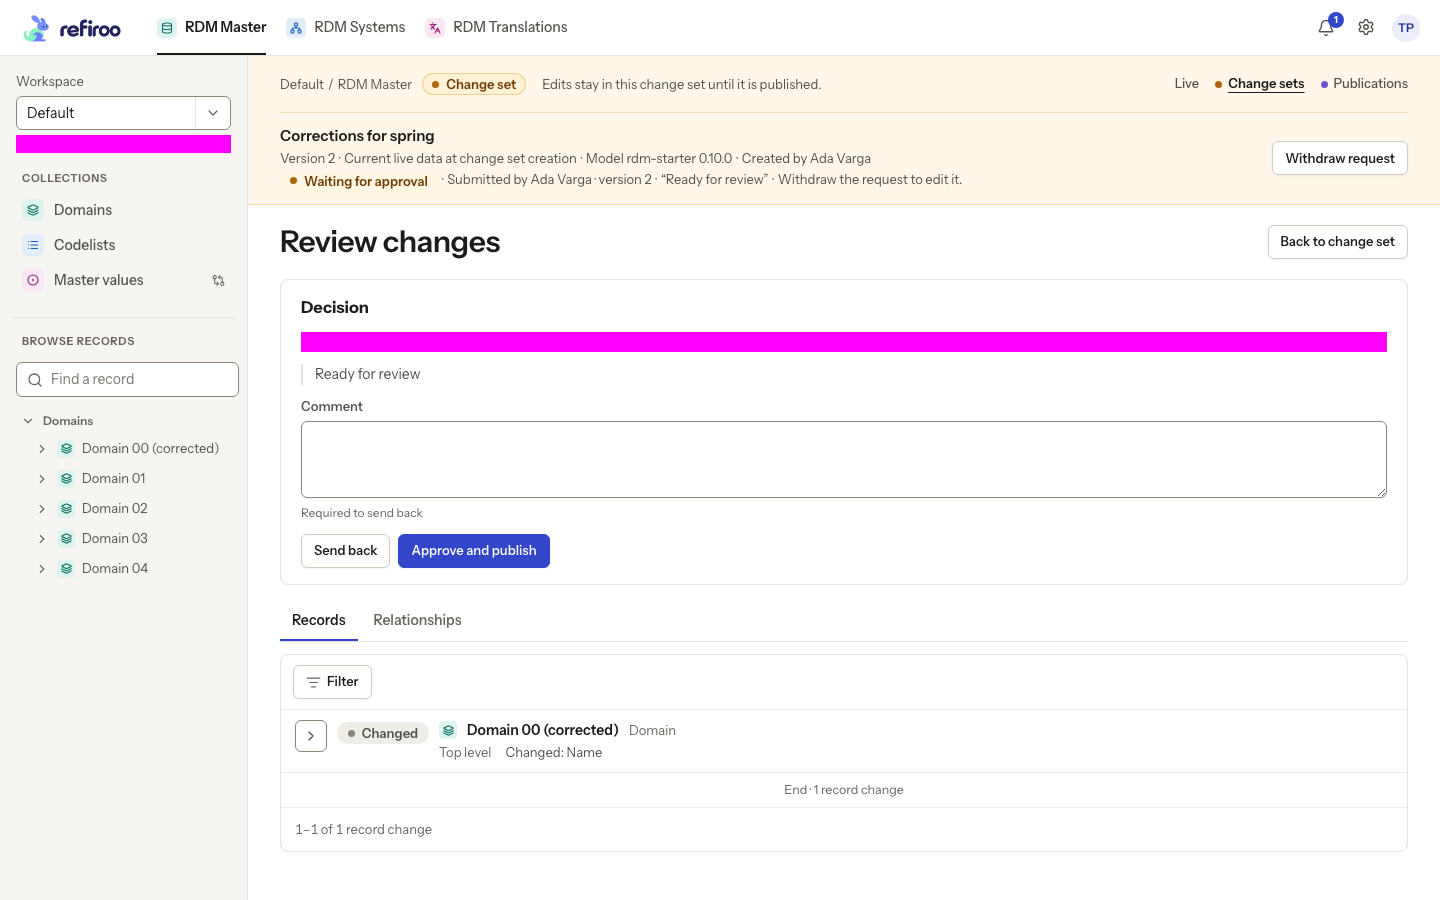 refiroo
RDM Master
RDM Systems
RDM Translations
1
TP
Workspace
Default
COLLECTIONS
Domains
Codelists
Master values
BROWSE RECORDS
Find a record
Domains
Domain 00 (corrected)
Domain 01
Domain 02
Domain 03
Domain 04
Default / RDM Master
Change set
Edits stay in this change set until it is published.
Live
Change sets
Publications
Corrections for spring
Version 2 · Current live data at change set creation · Model rdm-starter 0.10.0 · Created by Ada Varga
Waiting for approval · Submitted by Ada Varga · version 2 · “Ready for review” · Withdraw the request to edit it.
Withdraw request
Review changes
Back to change set
Decision
Ready for review
Comment
Required to send back
Send back
Approve and publish
Records
Relationships
Filter
Changed
Domain 00 (corrected) Domain
Top level Changed: Name
End · 1 record change
1–1 of 1 record change